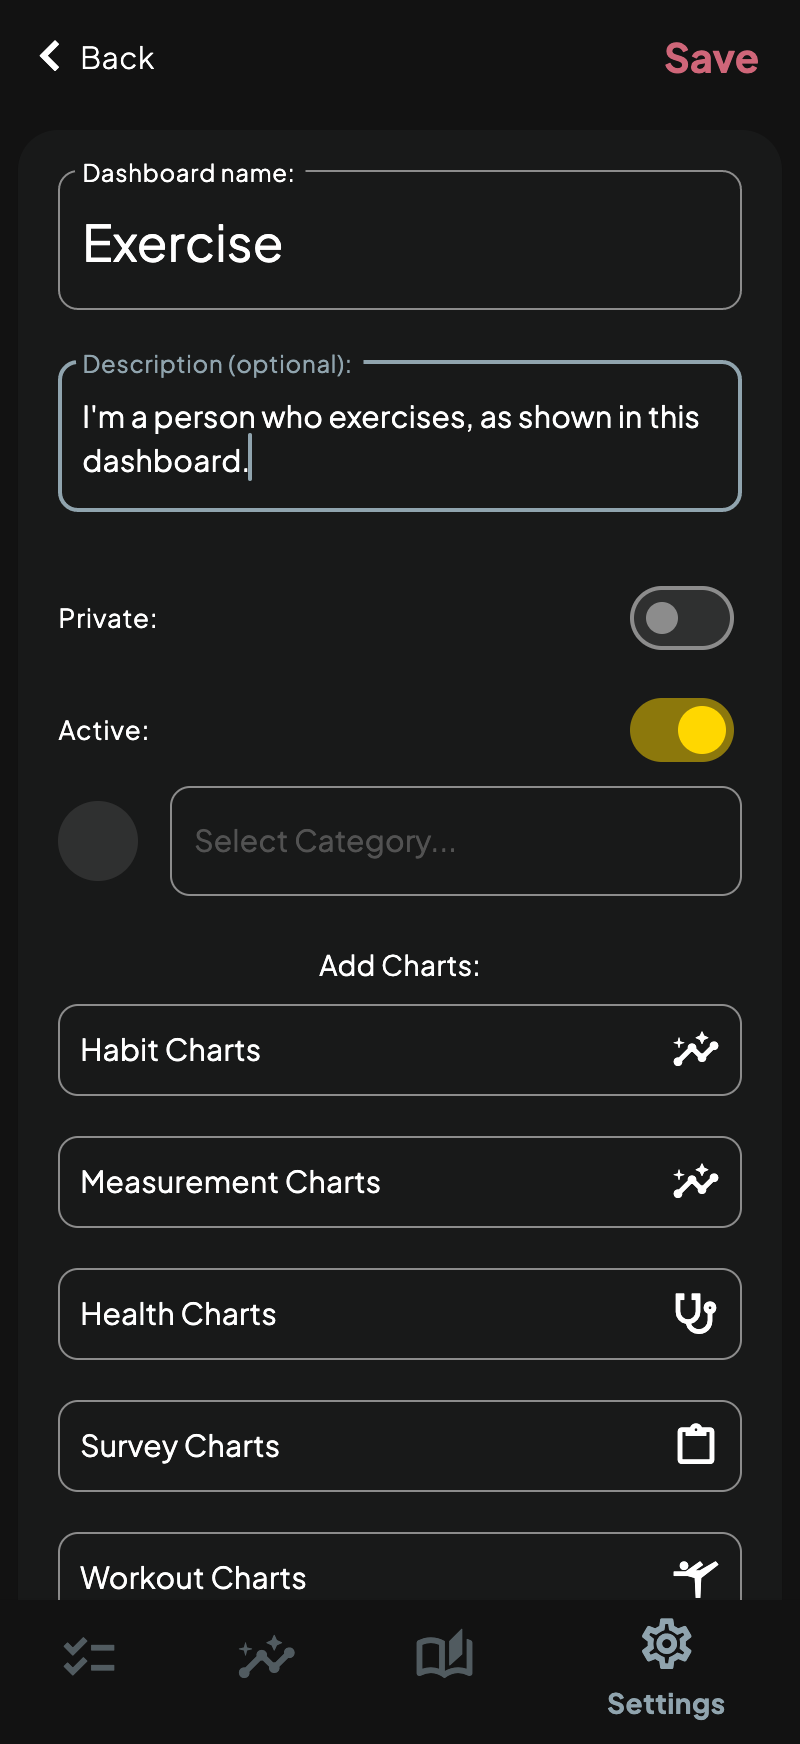 Back
Save
Dashboard name:
Exercise
Description (optional):
I'm a person who exercises, as shown in this
dashboard.
Private:
Active:
Select Category...
Add Charts:
Habit Charts
Measurement Charts
Health Charts
Survey Charts
Workout Charts
Settings